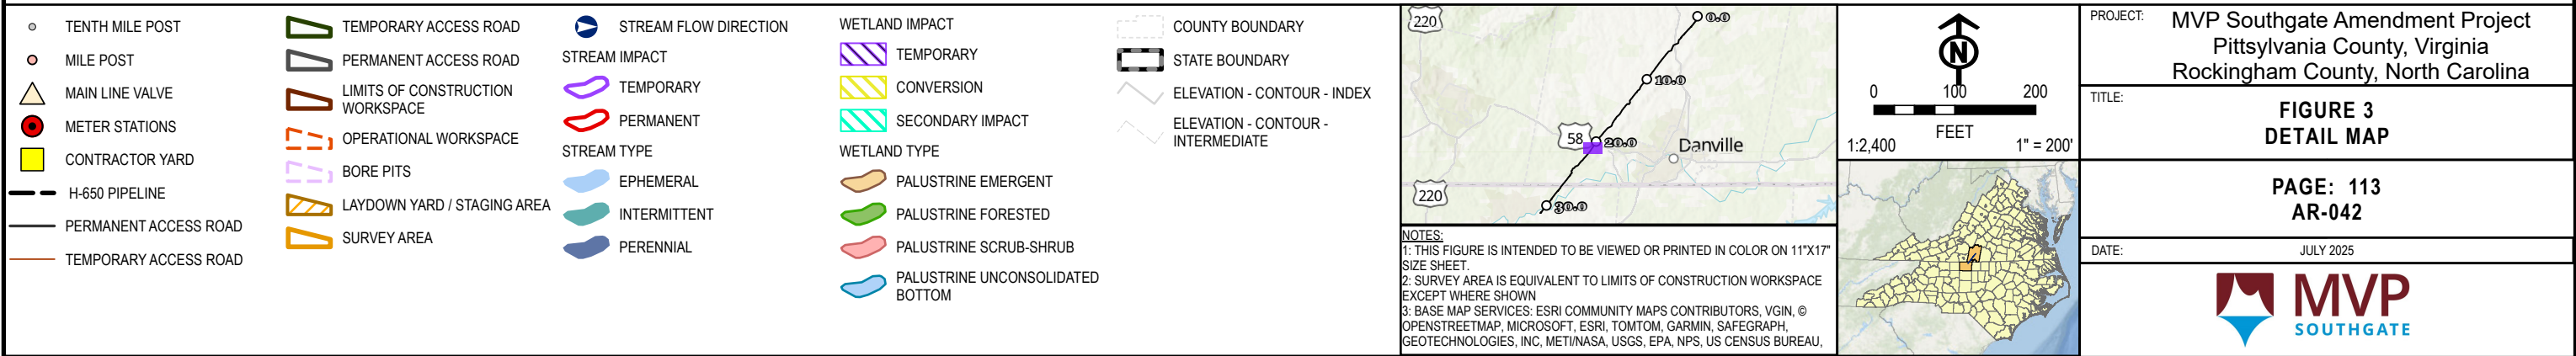 TENTH MILE POST
MILE POST
MAIN LINE VALVE
METER STATIONS
CONTRACTOR YARD
H-650 PIPELINE
PERMANENT ACCESS ROAD
TEMPORARY ACCESS ROAD
TEMPORARY ACCESS ROAD
PERMANENT ACCESS ROAD
LIMITS OF CONSTRUCTION
WORKSPACE
OPERATIONAL WORKSPACE
BORE PITS
LAYDOWN YARD / STAGING AREA
SURVEY AREA
STREAM FLOW DIRECTION
STREAM IMPACT
TEMPORARY
PERMANENT
STREAM TYPE
EPHEMERAL
INTERMITTENT
PERENNIAL
WETLAND IMPACT
TEMPORARY
CONVERSION
SECONDARY IMPACT
WETLAND TYPE
PALUSTRINE EMERGENT
PALUSTRINE FORESTED
PALUSTRINE SCRUB-SHRUB
PALUSTRINE UNCONSOLIDATED
BOTTOM
COUNTY BOUNDARY
STATE BOUNDARY
ELEVATION - CONTOUR - INDEX
ELEVATION - CONTOUR -
INTERMEDIATE
220
0.0
10.0
58
20.0
Danville
220
30.0
NOTES:
1: THIS FIGURE IS INTENDED TO BE VIEWED OR PRINTED IN COLOR ON 11"X17"
SIZE SHEET.
2: SURVEY AREA IS EQUIVALENT TO LIMITS OF CONSTRUCTION WORKSPACE
EXCEPT WHERE SHOWN
3: BASE MAP SERVICES: ESRI COMMUNITY MAPS CONTRIBUTORS, VGIN, ©
OPENSTREETMAP, MICROSOFT, ESRI, TOMTOM, GARMIN, SAFEGRAPH,
GEOTECHNOLOGIES, INC, METI/NASA, USGS, EPA, NPS, US CENSUS BUREAU,
N
0 100 200
FEET
1:2,400 1" = 200'
PROJECT: MVP Southgate Amendment Project
Pittsylvania County, Virginia
Rockingham County, North Carolina
TITLE:
FIGURE 3
DETAIL MAP
PAGE: 113
AR-042
DATE: JULY 2025
MVP
SOUTHGATE